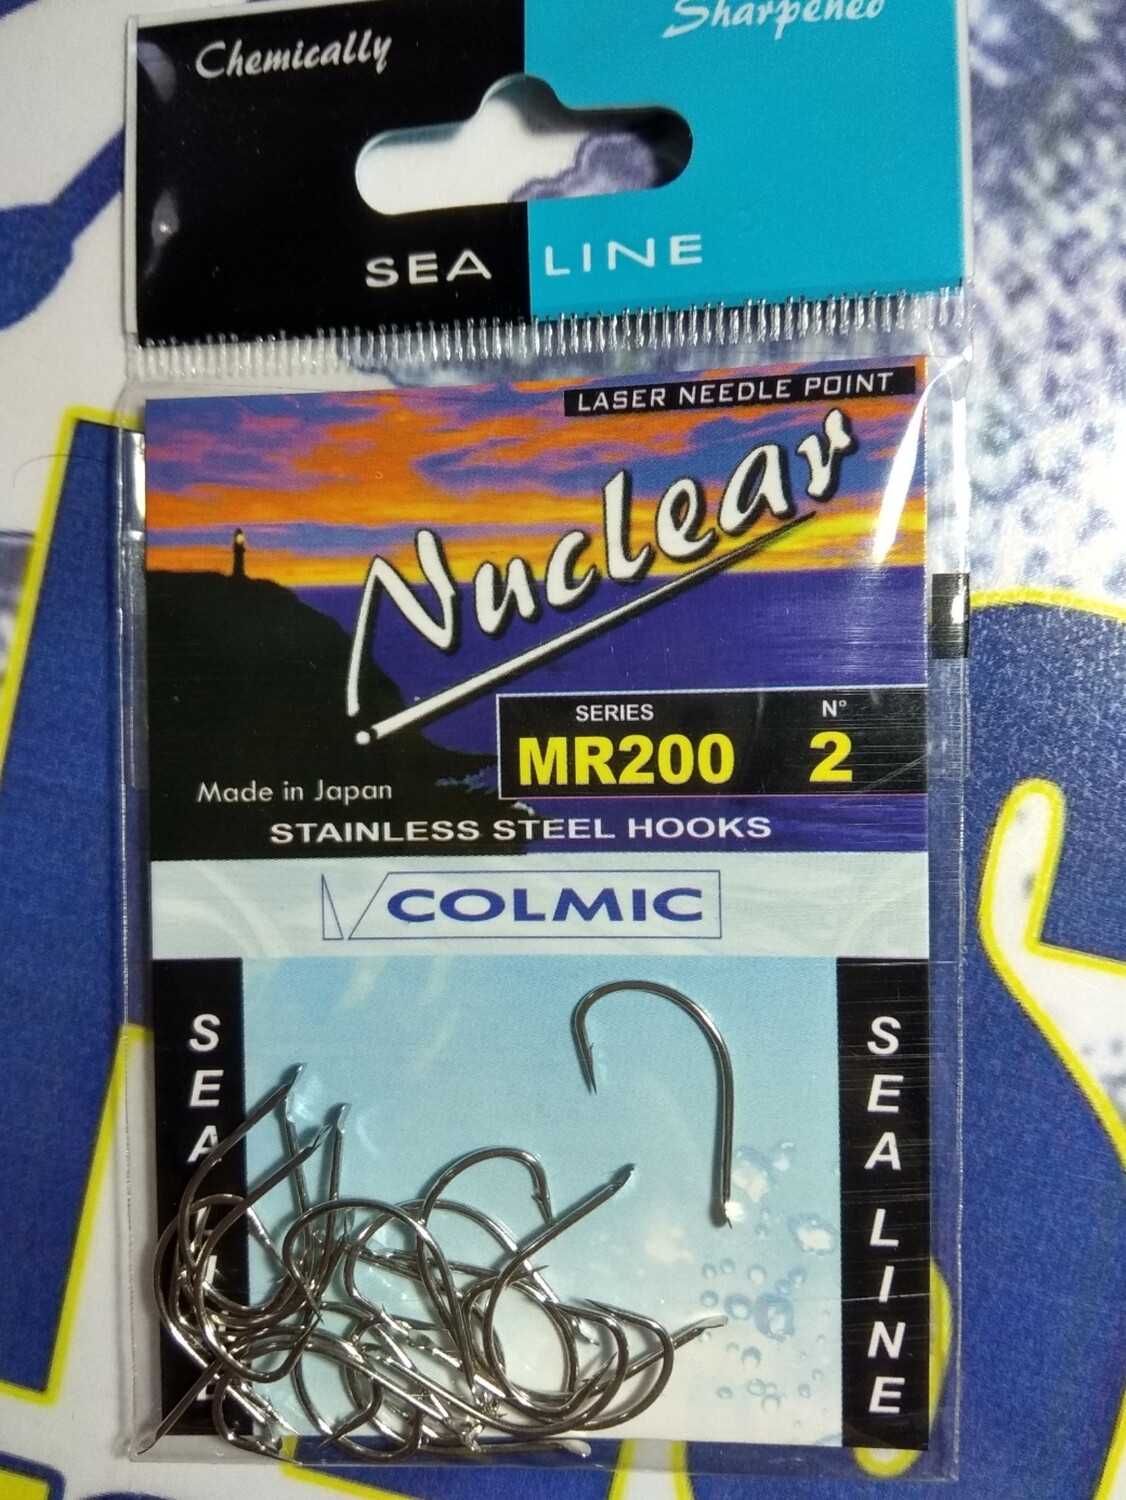 Chemically
Sharpened
SEA LINE
LASER NEEDLE POINT
Nuclear
SERIES
N°
MR200
2
Made in Japan
STAINLESS STEEL HOOKS
COLMIC
SEA
SEA LINE